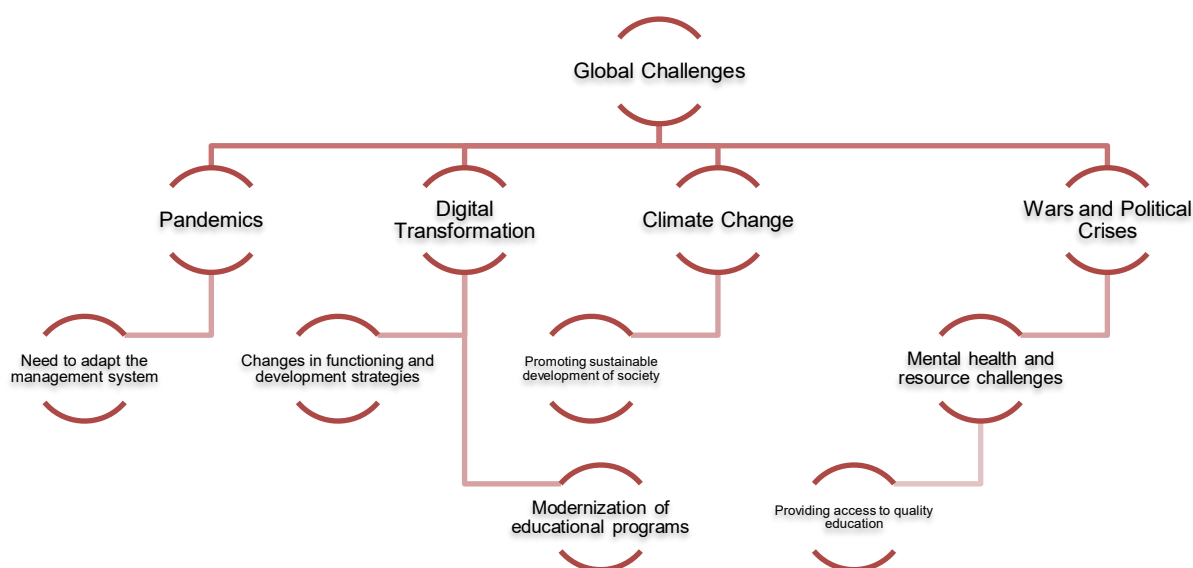 Global Challenges
Pandemics
Digital
Transformation
Climate Change
Wars and Political
Crises
Need to adapt the
management system
Changes in functioning and
development strategies
Promoting sustainable
development of society
Mental health and
resource challenges
Modernization of
educational programs
Providing access to quality
education